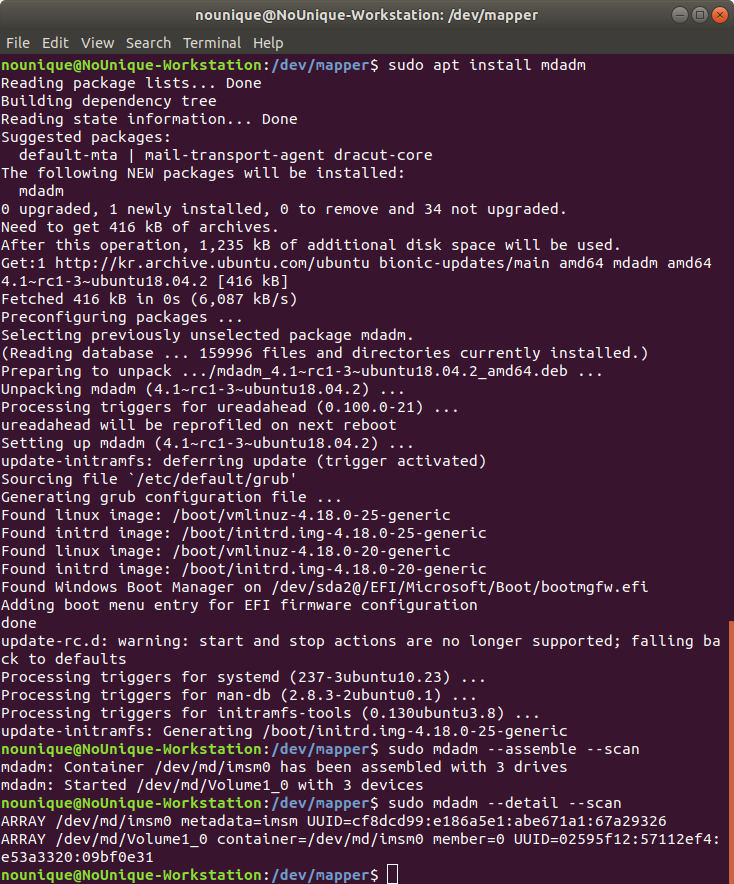 nounique@NoUnique-Workstation: /dev/mapper
File Edit View Search Terminal Help
nounique@NoUnique-Workstation:/dev/mapper$ sudo apt install mdadm
Reading package lists... Done
Building dependency tree
Reading state information... Done
Suggested packages:
  default-mta | mail-transport-agent dracut-core
The following NEW packages will be installed:
  mdadm
0 upgraded, 1 newly installed, 0 to remove and 34 not upgraded.
Need to get 416 kB of archives.
After this operation, 1,235 kB of additional disk space will be used.
Get:1 http://kr.archive.ubuntu.com/ubuntu bionic-updates/main amd64 mdadm amd64
4.1~rc1-3~ubuntu18.04.2 [416 kB]
Fetched 416 kB in 0s (6,087 kB/s)
Preconfiguring packages ...
Selecting previously unselected package mdadm.
(Reading database ... 159996 files and directories currently installed.)
Preparing to unpack .../mdadm_4.1~rc1-3~ubuntu18.04.2_amd64.deb ...
Unpacking mdadm (4.1~rc1-3~ubuntu18.04.2) ...
Processing triggers for ureadahead (0.100.0-21) ...
ureadahead will be reprofiled on next reboot
Setting up mdadm (4.1~rc1-3~ubuntu18.04.2) ...
update-initramfs: deferring update (trigger activated)
Sourcing file `/etc/default/grub'
Generating grub configuration file ...
Found linux image: /boot/vmlinuz-4.18.0-25-generic
Found initrd image: /boot/initrd.img-4.18.0-25-generic
Found linux image: /boot/vmlinuz-4.18.0-20-generic
Found initrd image: /boot/initrd.img-4.18.0-20-generic
Found Windows Boot Manager on /dev/sda2@/EFI/Microsoft/Boot/bootmgfw.efi
Adding boot menu entry for EFI firmware configuration
done
update-rc.d: warning: start and stop actions are no longer supported; falling ba
ck to defaults
Processing triggers for systemd (237-3ubuntu10.23) ...
Processing triggers for man-db (2.8.3-2ubuntu0.1) ...
Processing triggers for initramfs-tools (0.130ubuntu3.8) ...
update-initramfs: Generating /boot/initrd.img-4.18.0-25-generic
nounique@NoUnique-Workstation:/dev/mapper$ sudo mdadm --assemble --scan
mdadm: Container /dev/md/imsm0 has been assembled with 3 drives
mdadm: Started /dev/md/Volume1_0 with 3 devices
nounique@NoUnique-Workstation:/dev/mapper$ sudo mdadm --detail --scan
ARRAY /dev/md/imsm0 metadata=imsm UUID=cf8dcd99:e186a5e1:abe671a1:67a29326
ARRAY /dev/md/Volume1_0 container=/dev/md/imsm0 member=0 UUID=02595f12:57112ef4:
e53a3320:09bf0e31
nounique@NoUnique-Workstation:/dev/mapper$